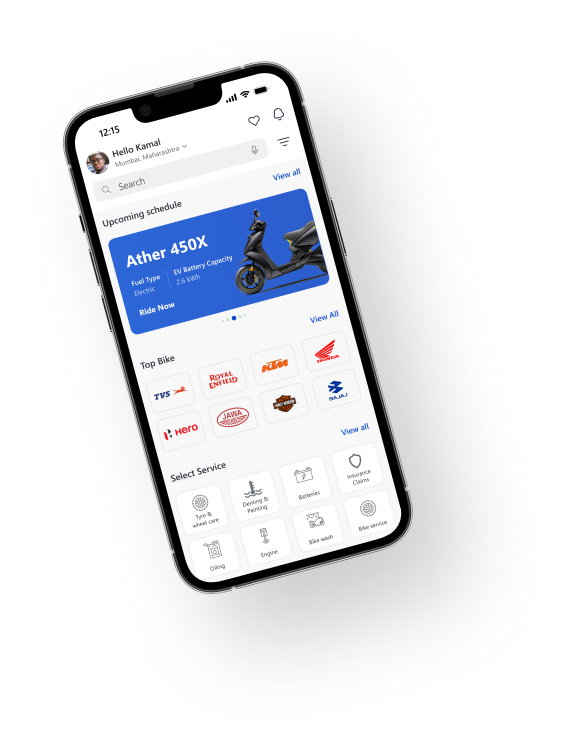 12:15
Hello Kamal
Mumbai, Maharashtra
Search
Upcoming schedule
View all
Ather 450X
Fuel Type
Electric
EV Battery Capacity
2.6 kWh
Ride Now
Top Bike
View All
TVS
ROYAL
ENFIELD
KTM
HONDA
Hero
JAWA
BAJAJ
Select Service
View all
Tyre &
wheel care
Denting &
Painting
Batteries
Insurance
Claims
Oiling
Engine
Bike wash
Bike service